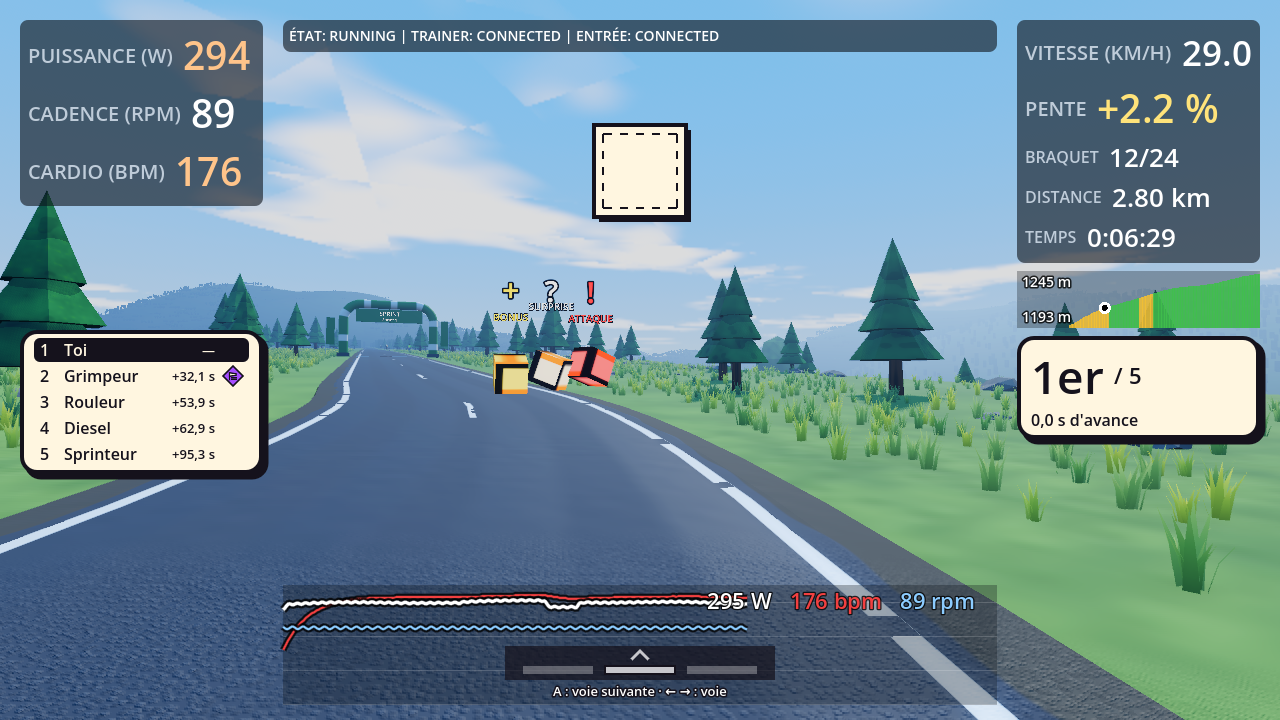 PUISSANCE (W) 294
CADENCE (RPM) 89
CARDIO (BPM) 176
ÉTAT: RUNNING | TRAINER: CONNECTED | ENTRÉE: CONNECTED
VITESSE (KM/H) 29.0
PENTE +2.2 %
BRAQUET 12/24
DISTANCE 2.80 km
TEMPS 0:06:29
1245 m
1193 m
SPRINT
+ ? !
BONUS SURPRISE ATTAQUE
1 Toi —
2 Grimpeur +32,1 s
3 Rouleur +53,9 s
4 Diesel +62,9 s
5 Sprinteur +95,3 s
1er / 5
0,0 s d'avance
295 W 176 bpm 89 rpm
A : voie suivante · ← → : voie